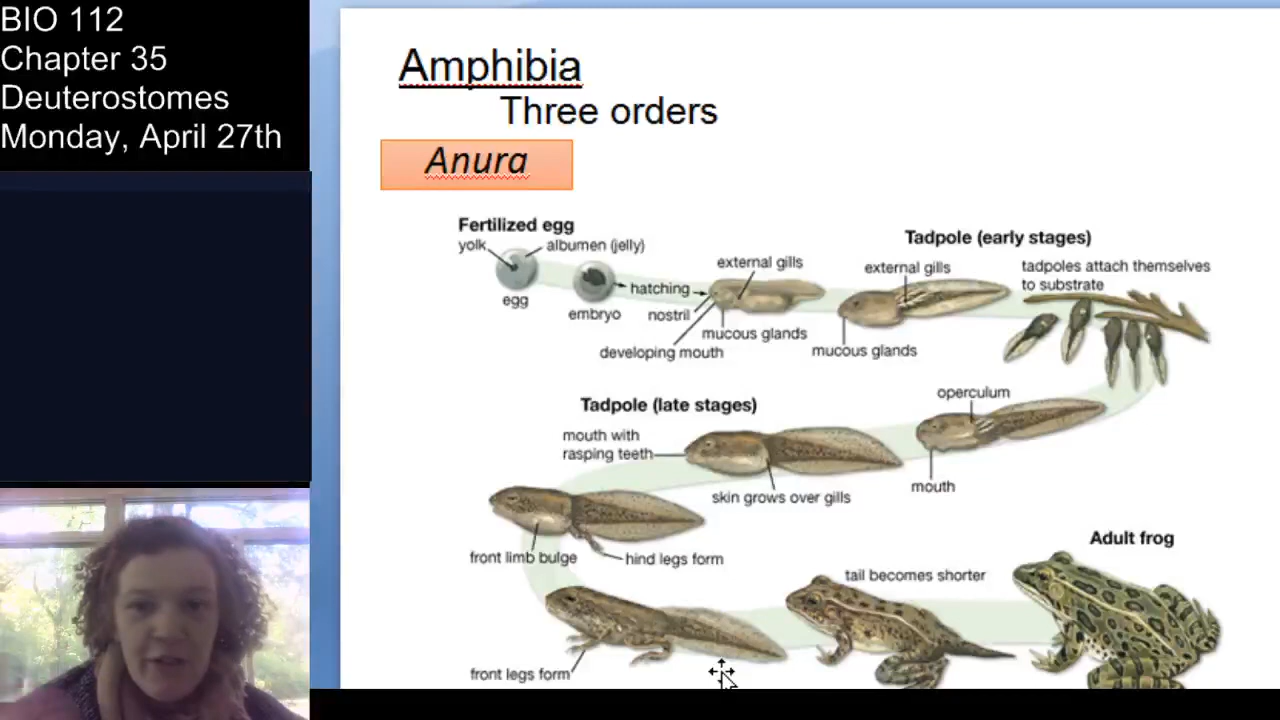 BIO 112
Chapter 35
Deuterostomes
Monday, April 27th
Amphibia
Three orders
Anura
Fertilized egg
yolk
albumen (jelly)
egg
embryo
hatching
nostril
developing mouth
external gills
mucous glands
Tadpole (early stages)
external gills
mucous glands
tadpoles attach themselves
to substrate
operculum
mouth
Tadpole (late stages)
mouth with
rasping teeth
skin grows over gills
front limb bulge
hind legs form
front legs form
tail becomes shorter
Adult frog